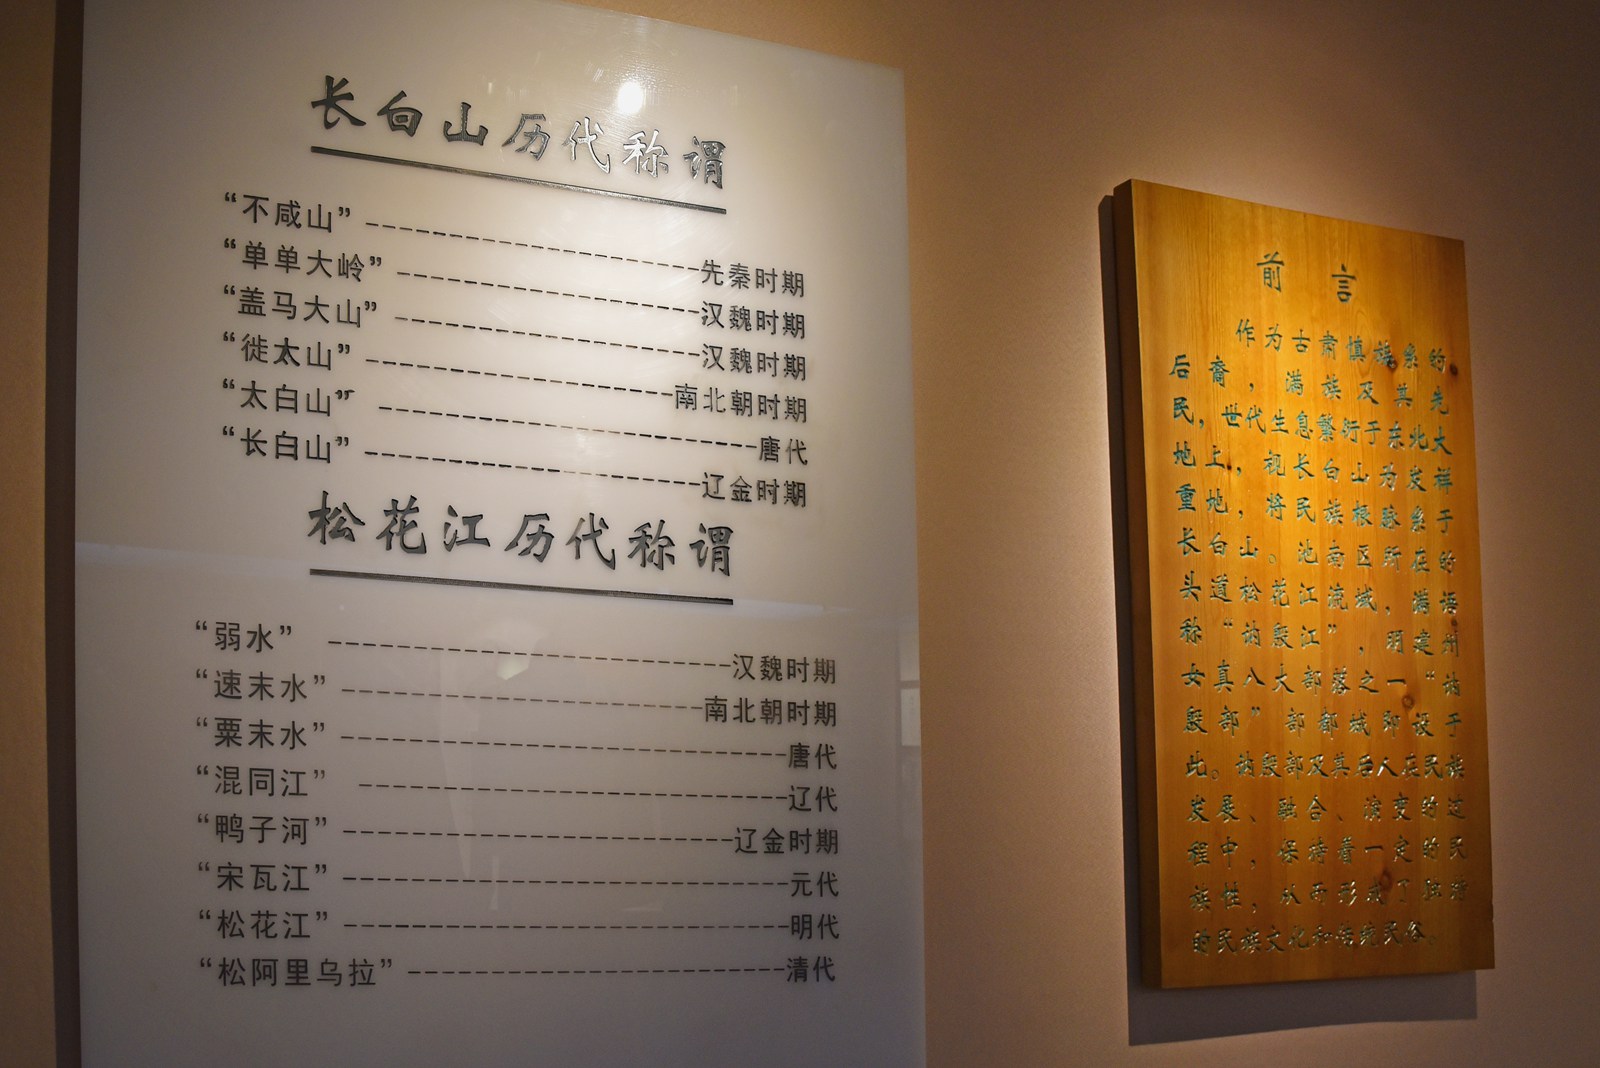 长白山历代称谓
“不咸山” 先秦时期
“单单大岭” 汉魏时期
“盖马大山” 汉魏时期
“徙太山” 南北朝时期
“太白山” 唐代
“长白山” 辽金时期
松花江历代称谓
“弱水” 汉魏时期
“速末水” 南北朝时期
“粟末水” 唐代
“混同江” 辽代
“鸭子河” 辽金时期
“宋瓦江” 元代
“松花江” 明代
“松阿里乌拉” 清代
前言
作为古肃慎族系的
后裔，满族及其先
民，世代生息繁衍于东北大
地上，视长白山为发祥
重地，将民族根脉系于
长白山。池南区所在的
头道松花江流域，满语
称“讷殷江”，明建州
女真八大部落之一“讷
殷部”部都城即设于
此。讷殷部及其后人在民族
发展、融合、演变的过
程中，保持着一定的民
族性，从而形成了独特
的民族文化和传统民俗。